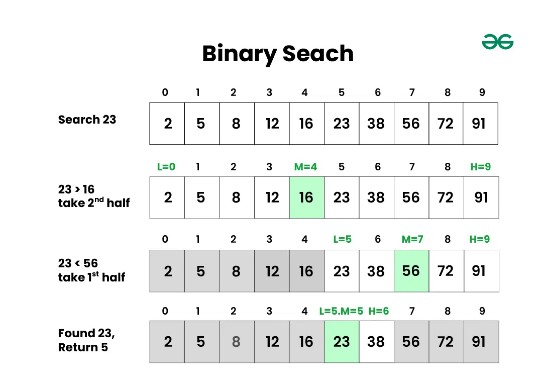 Binary Seach
0 1 2 3 4 5 6 7 8 9
Search 23
2 5 8 12 16 23 38 56 72 91
L=0 1 2 3 M=4 5 6 7 8 H=9
23 > 16
take 2nd half
2 5 8 12 16 23 38 56 72 91
0 1 2 3 4 L=5 6 M=7 8 H=9
23 < 56
take 1st half
2 5 8 12 16 23 38 56 72 91
0 1 2 3 4 L=5.M=5 H=6 7 8 9
Found 23,
Return 5
2 5 8 12 16 23 38 56 72 91